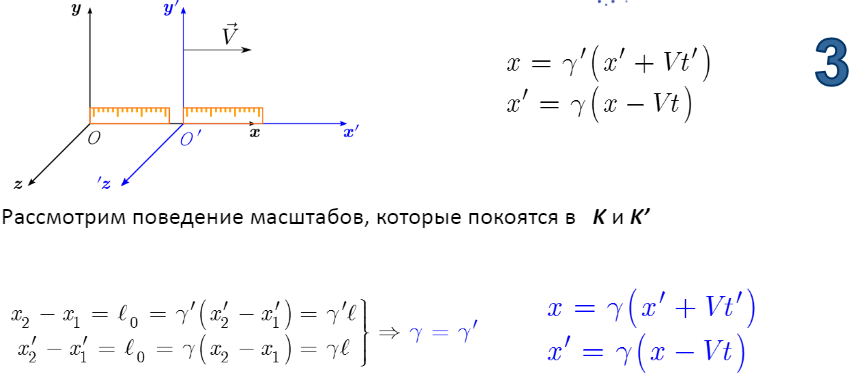 y y′
V⃗
x = γ′(x′ + Vt′)
x′ = γ(x − Vt)
3
O O′ x x′
z ′z
Рассмотрим поведение масштабов, которые покоятся в K и K’
x₂ − x₁ = ℓ₀ = γ′(x′₂ − x′₁) = γ′ℓ
x′₂ − x′₁ = ℓ₀ = γ(x₂ − x₁) = γℓ
} ⇒ γ = γ′
x = γ(x′ + Vt′)
x′ = γ(x − Vt)